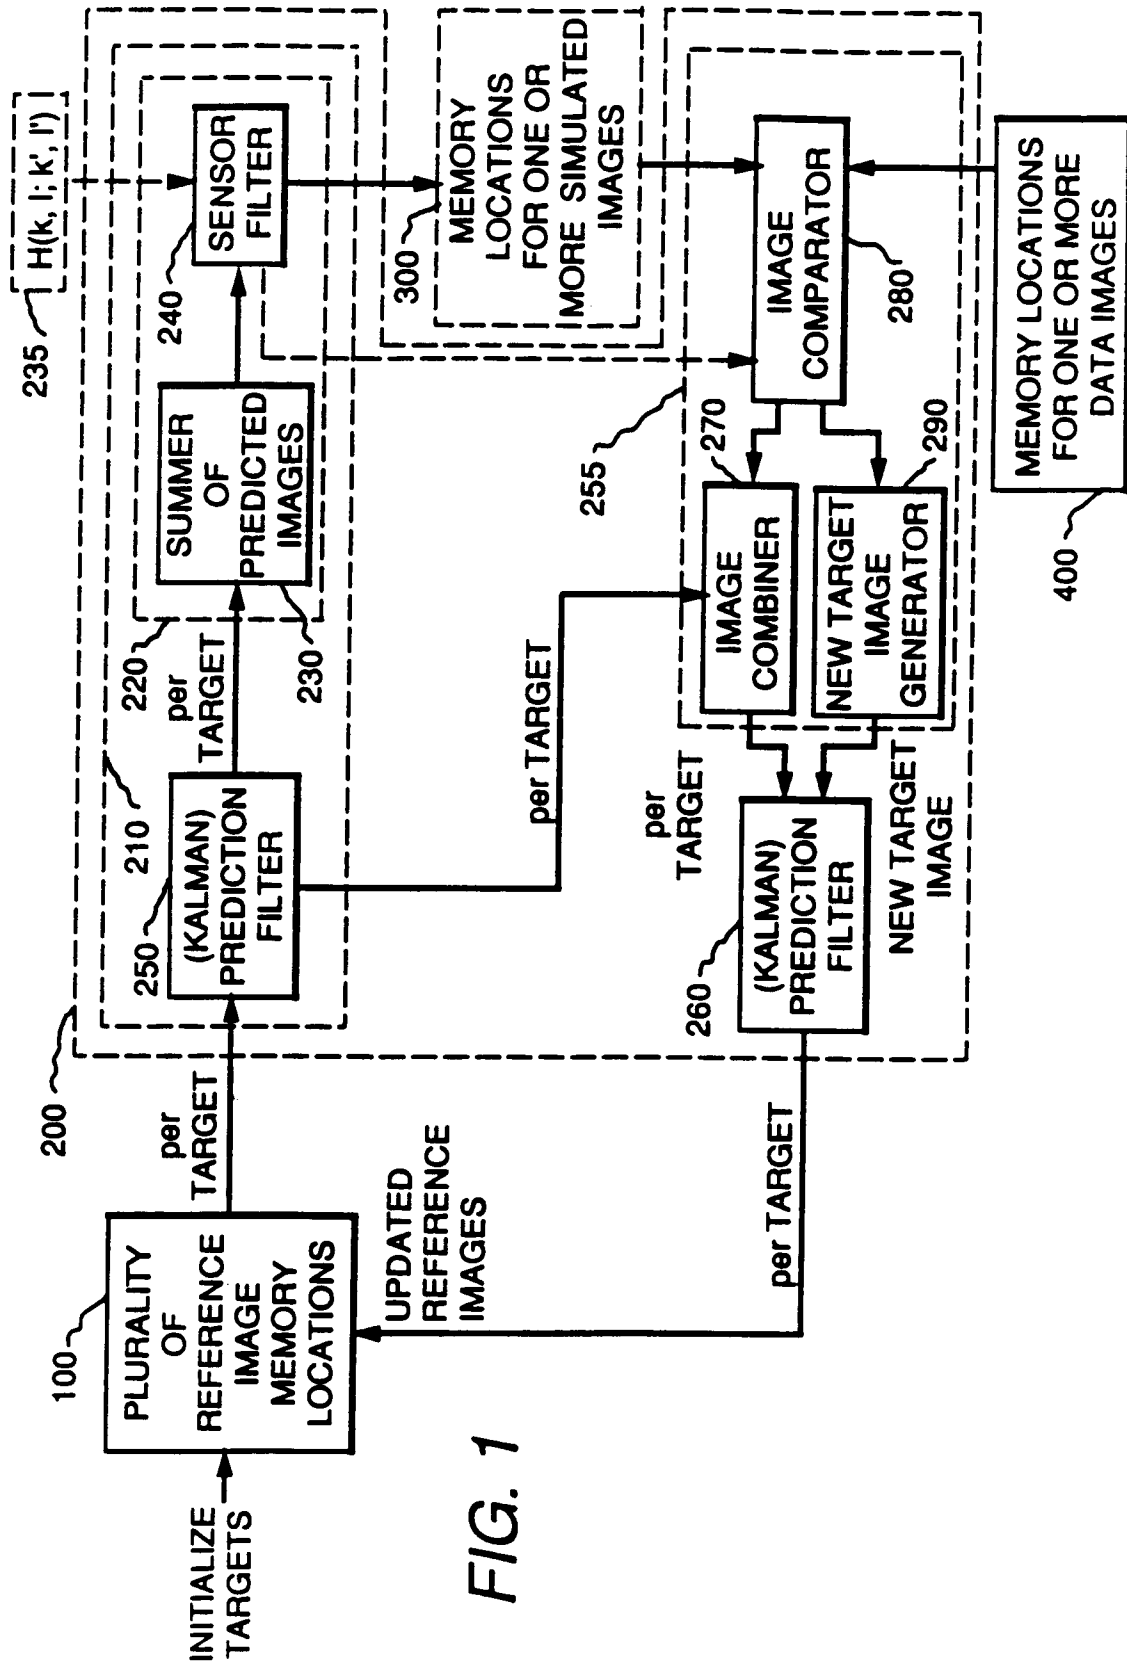 235
H(k, l; k', l')
200
210
220
240
SENSOR
FILTER
230
SUMMER
OF
PREDICTED
IMAGES
per
TARGET
250
(KALMAN)
PREDICTION
FILTER
per
TARGET
100
PLURALITY
OF
REFERENCE
IMAGE
MEMORY
LOCATIONS
INITIALIZE
TARGETS
300
MEMORY
LOCATIONS
FOR ONE OR
MORE SIMULATED
IMAGES
per TARGET
UPDATED
REFERENCE
IMAGES
255
IMAGE
COMPARATOR
280
270
IMAGE
COMBINER
290
NEW TARGET
IMAGE
GENERATOR
per
TARGET
NEW TARGET
IMAGE
260
(KALMAN)
PREDICTION
FILTER
per TARGET
400
MEMORY LOCATIONS
FOR ONE OR MORE
DATA IMAGES
FIG. 1